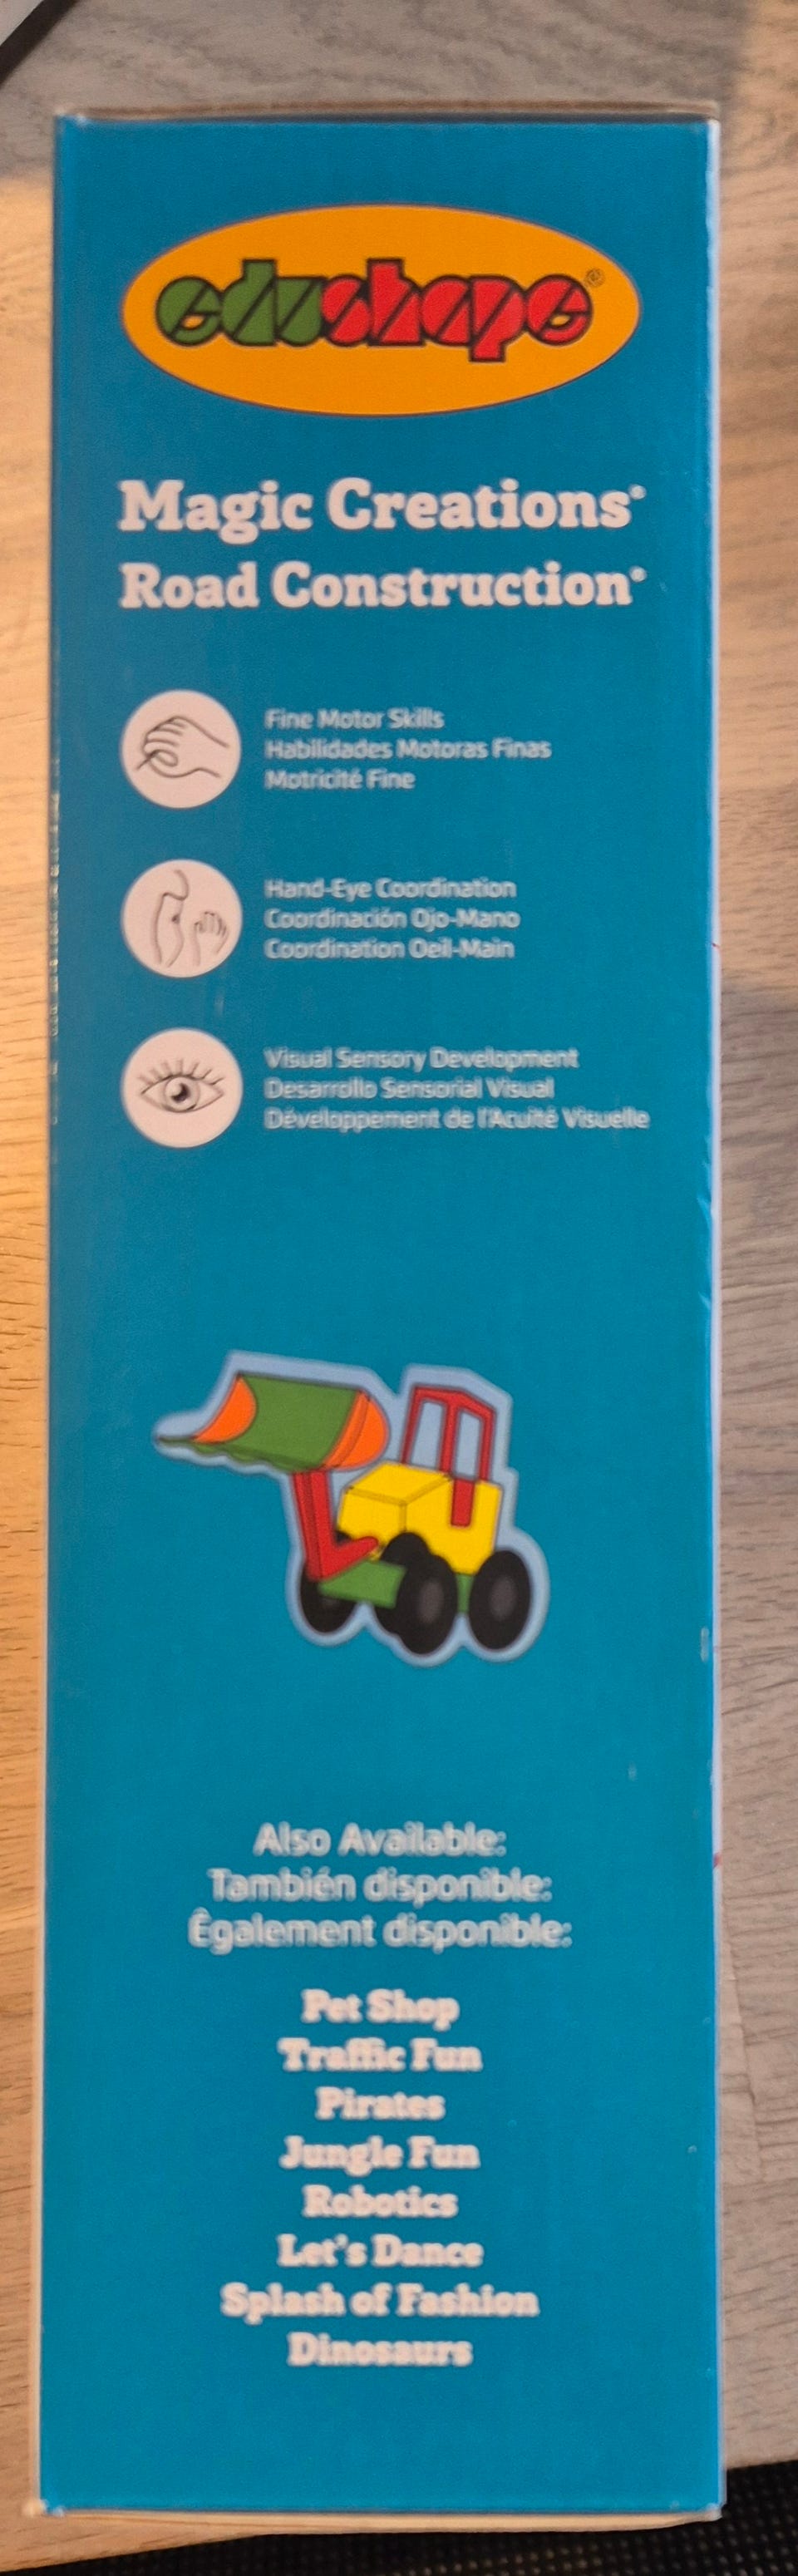 edushape®
Magic Creations®
Road Construction®
Fine Motor Skills
Habilidades Motoras Finas
Motricité Fine
Hand-Eye Coordination
Coordinación Ojo-Mano
Coordination Oeil-Main
Visual Sensory Development
Desarrollo Sensorial Visual
Développement de l'Acuité Visuelle
Also Available:
También disponible:
Également disponible:
Pet Shop
Traffic Fun
Pirates
Jungle Fun
Robotics
Let's Dance
Splash of Fashion
Dinosaurs